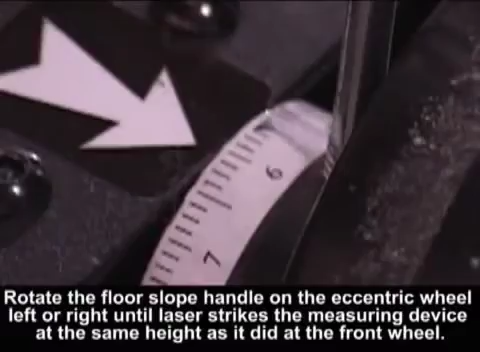 6
7
Rotate the floor slope handle on the eccentric wheel
left or right until laser strikes the measuring device
at the same height as it did at the front wheel.